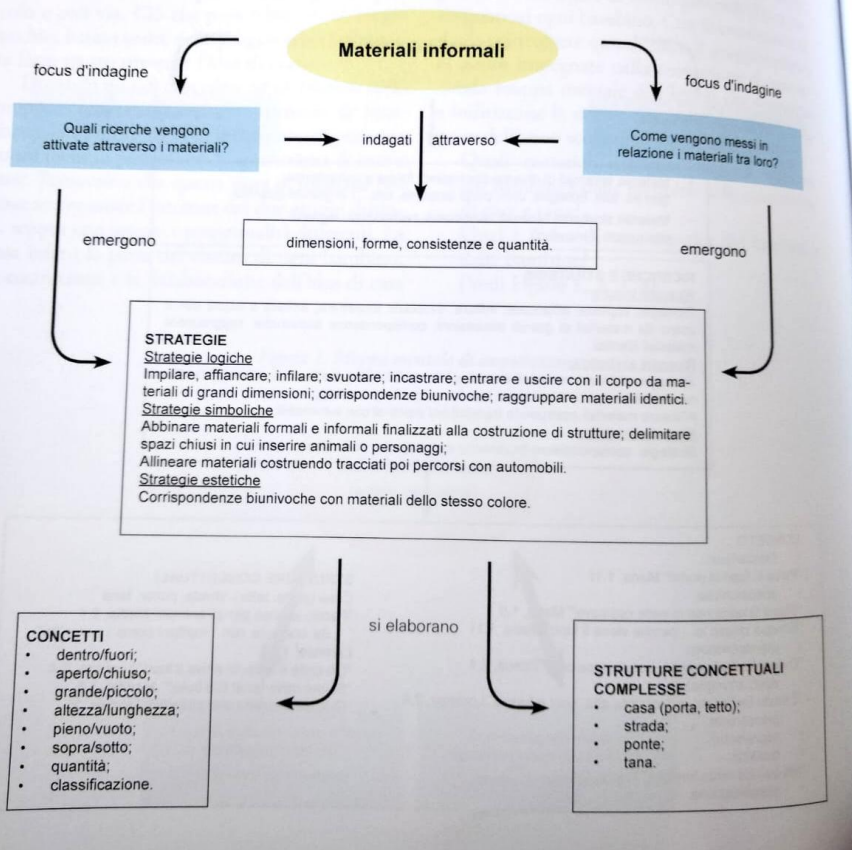 Materiali informali
focus d'indagine
focus d'indagine
Quali ricerche vengono
attivate attraverso i materiali?
indagati
attraverso
Come vengono messi in
relazione i materiali tra loro?
emergono
dimensioni, forme, consistenze e quantità.
emergono
STRATEGIE
Strategie logiche
Impilare, affiancare; infilare; svuotare; incastrare; entrare e uscire con il corpo da ma-
teriali di grandi dimensioni; corrispondenze biunivoche; raggruppare materiali identici.
Strategie simboliche
Abbinare materiali formali e informali finalizzati alla costruzione di strutture; delimitare
spazi chiusi in cui inserire animali o personaggi;
Allineare materiali costruendo tracciati poi percorsi con automobili.
Strategie estetiche
Corrispondenze biunivoche con materiali dello stesso colore.
si elaborano
CONCETTI
• dentro/fuori;
• aperto/chiuso;
• grande/piccolo;
• altezza/lunghezza;
• pieno/vuoto;
• sopra/sotto;
• quantità;
• classificazione.
STRUTTURE CONCETTUALI
COMPLESSE
• casa (porta, tetto);
• strada;
• ponte;
• tana.